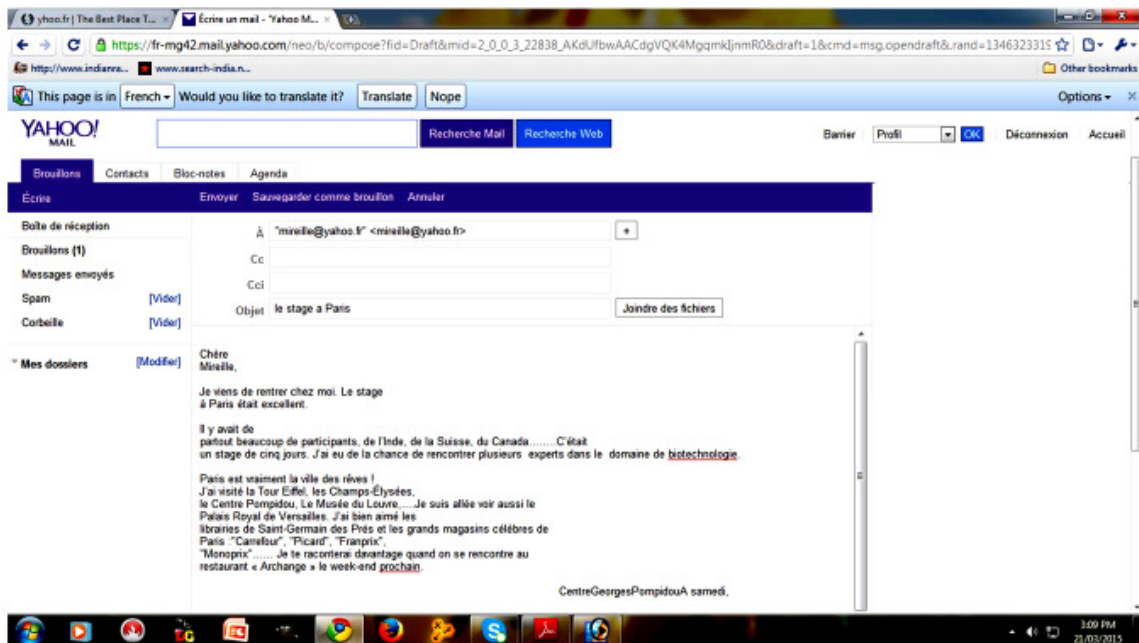 yhoo.fr | The Best Place T...
Écrire un mail - "Yahoo M...
https://fr-mg42.mail.yahoo.com/neo/b/compose?fid=Draft&mid=2_0_0_3_22838_AKdUfbwAACdgVQK4MgqmkIjnmR0&draft=1&cmd=msg.opendraft&.rand=1346323319
http://www.indianra... www.search-india.n... Other bookmarks
This page is in French Would you like to translate it? Translate Nope Options
YAHOO! MAIL
Recherche Mail Recherche Web Barrier Profil OK Déconnexion Accueil
Brouillons Contacts Bloc-notes Agenda
Écrire Envoyer Sauvegarder comme brouillon Annuler
Boîte de réception
Brouillons (1)
Messages envoyés
Spam [Vider]
Corbeille [Vider]
Mes dossiers [Modifier]
À "mireille@yahoo.fr" <mireille@yahoo.fr> +
Cc
Cci
Objet le stage a Paris Joindre des fichiers
Chère
Mireille,
Je viens de rentrer chez moi. Le stage
à Paris était excellent.
Il y avait de
partout beaucoup de participants, de l'Inde, de la Suisse, du Canada........C'était
un stage de cinq jours. J'ai eu de la chance de rencontrer plusieurs experts dans le domaine de biotechnologie.
Paris est vraiment la ville des rêves !
J'ai visité la Tour Eiffel, les Champs-Élysées,
le Centre Pompidou, Le Musée du Louvre,....Je suis allée voir aussi le
Palais Royal de Versailles. J'ai bien aimé les
librairies de Saint-Germain des Prés et les grands magasins célèbres de
Paris :"Carrefour", "Picard", "Franprix",
"Monoprix"...... Je te raconterai davantage quand on se rencontre au
restaurant « Archange » le week-end prochain.
CentreGeorgesPompidouA samedi,
3:09 PM
21/03/2015